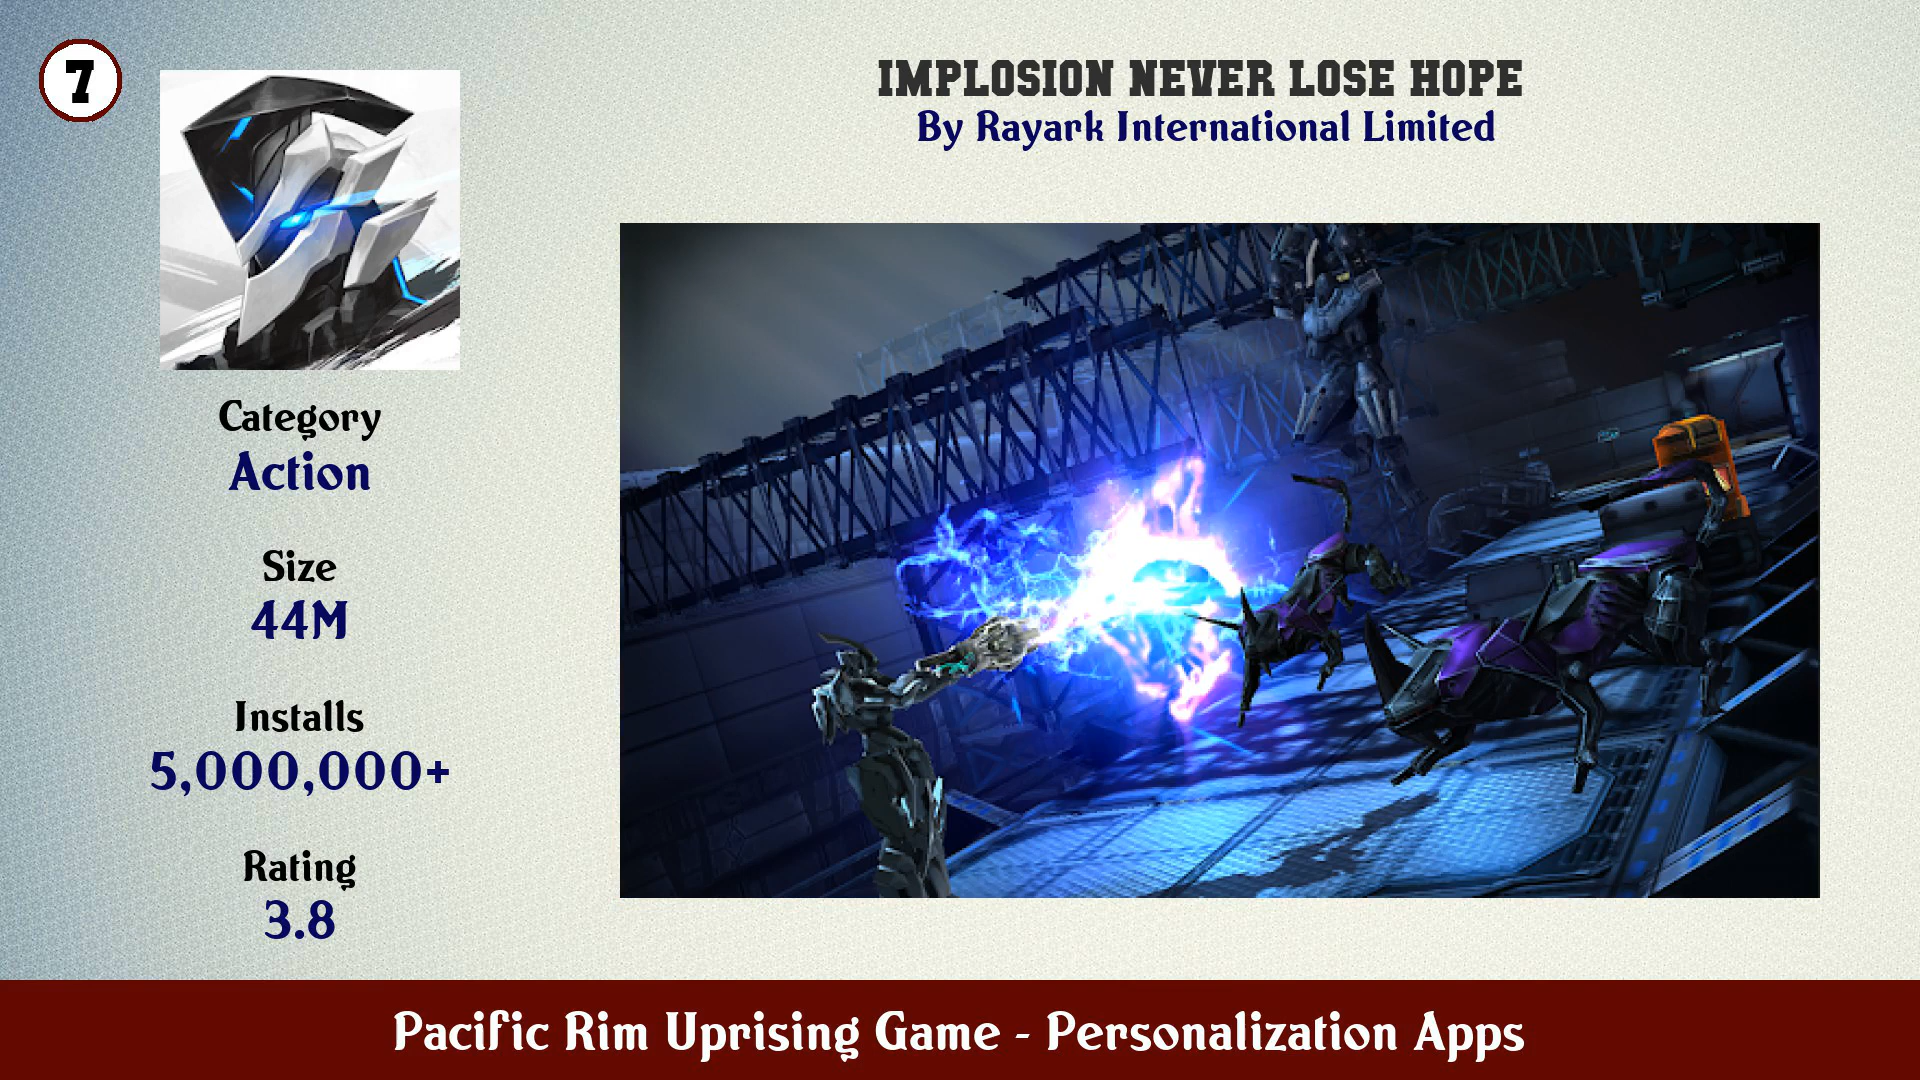 7
IMPLOSION NEVER LOSE HOPE
By Rayark International Limited
Category
Action
Size
44M
Installs
5,000,000+
Rating
3.8
Pacific Rim Uprising Game - Personalization Apps